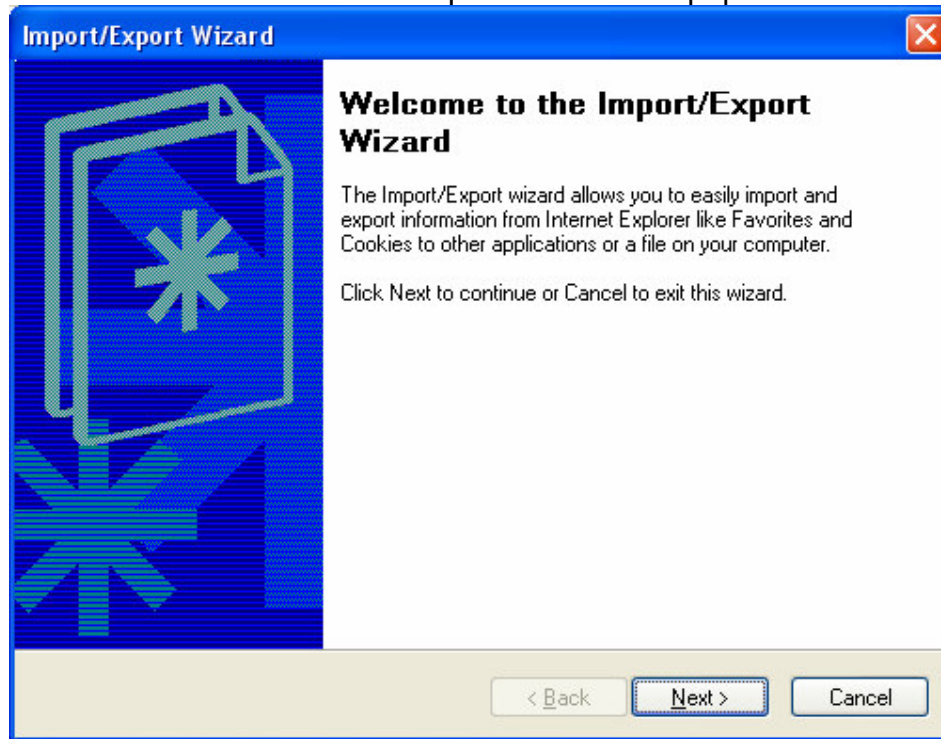 Import/Export Wizard
Welcome to the Import/Export
Wizard
The Import/Export wizard allows you to easily import and
export information from Internet Explorer like Favorites and
Cookies to other applications or a file on your computer.
Click Next to continue or Cancel to exit this wizard.
< Back Next > Cancel